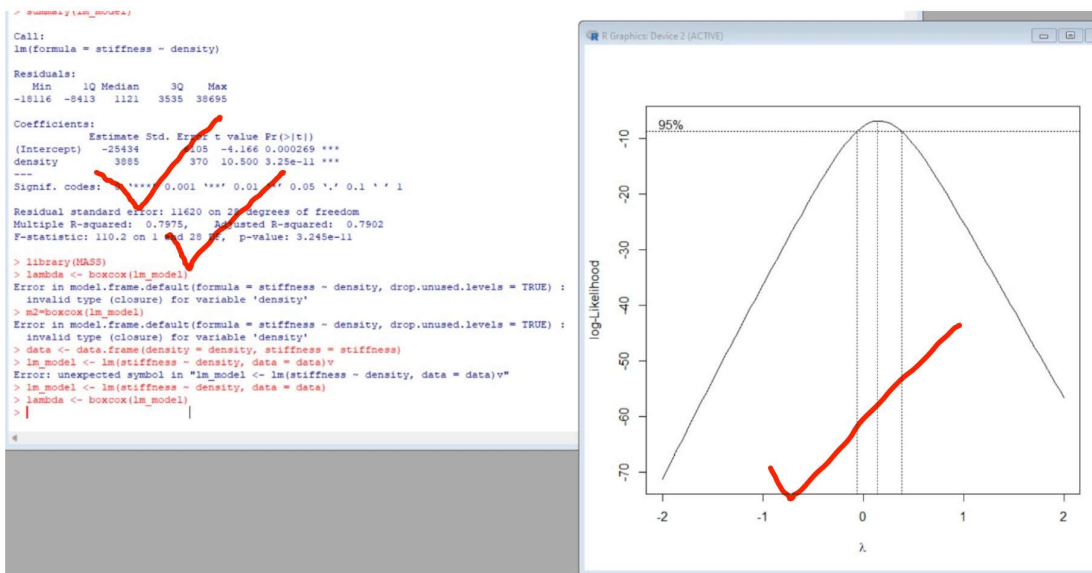 > summary(lm_model)
Call:
lm(formula = stiffness ~ density)
Residuals:
Min 1Q Median 3Q Max
-18116 -8413 1121 3535 38695
Coefficients:
Estimate Std. Error t value Pr(>|t|)
(Intercept) -25434 105 -4.166 0.000269 ***
density 3885 370 10.500 3.25e-11 ***
---
Signif. codes: 0.001 ‘**’ 0.01 0.05 ‘.’ 0.1 ‘ ’ 1
Residual standard error: 11620 on 28 degrees of freedom
Multiple R-squared: 0.7975, Adjusted R-squared: 0.7902
F-statistic: 110.2 on 1 and 28 DF, p-value: 3.245e-11
> library(MASS)
> lambda <- boxcox(lm_model)
Error in model.frame.default(formula = stiffness ~ density, drop.unused.levels = TRUE) :
invalid type (closure) for variable 'density'
> m2=boxcox(lm_model)
Error in model.frame.default(formula = stiffness ~ density, drop.unused.levels = TRUE) :
invalid type (closure) for variable 'density'
> data <- data.frame(density = density, stiffness = stiffness)
> lm_model <- lm(stiffness ~ density, data = data)v
Error: unexpected symbol in "lm_model <- lm(stiffness ~ density, data = data)v"
> lm_model <- lm(stiffness ~ density, data = data)
> lambda <- boxcox(lm_model)
>
R R Graphics: Device 2 (ACTIVE)
95%
log-Likelihood
-10
-20
-30
-40
-50
-60
-70
-2 -1 0 1 2
λ